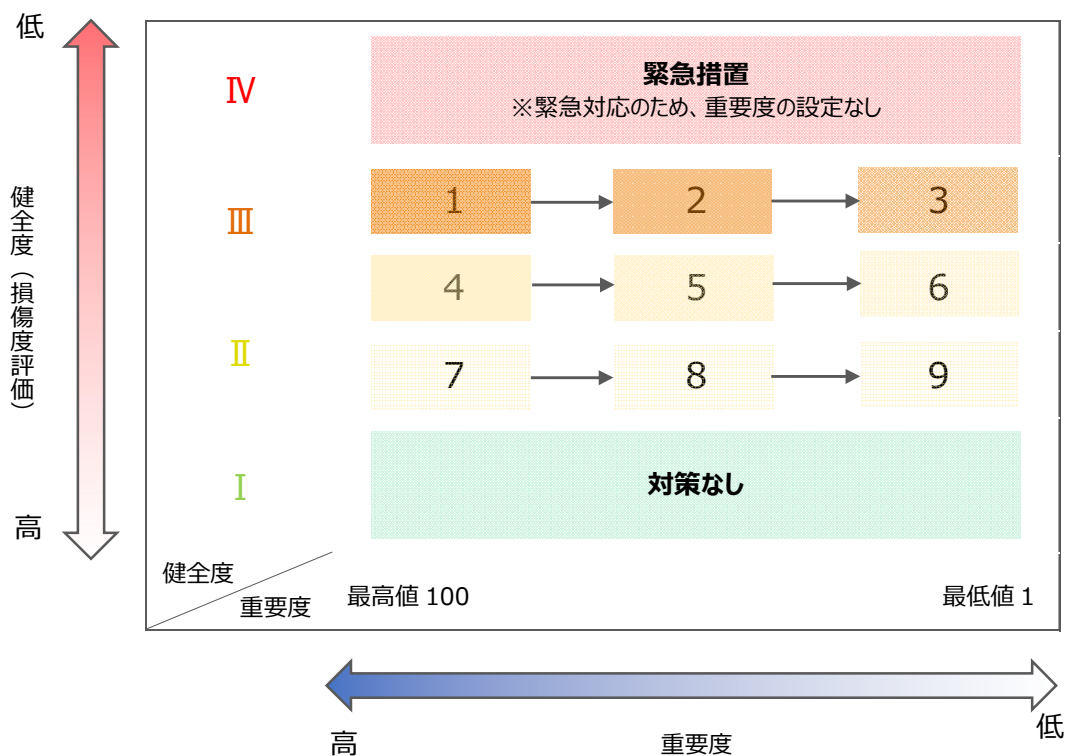 低
健全度（損傷度評価）
高
Ⅳ
緊急措置
※緊急対応のため、重要度の設定なし
Ⅲ
1
2
3
4
5
6
Ⅱ
7
8
9
Ⅰ
対策なし
健全度
重要度
最高値 100
最低値 1
高
重要度
低